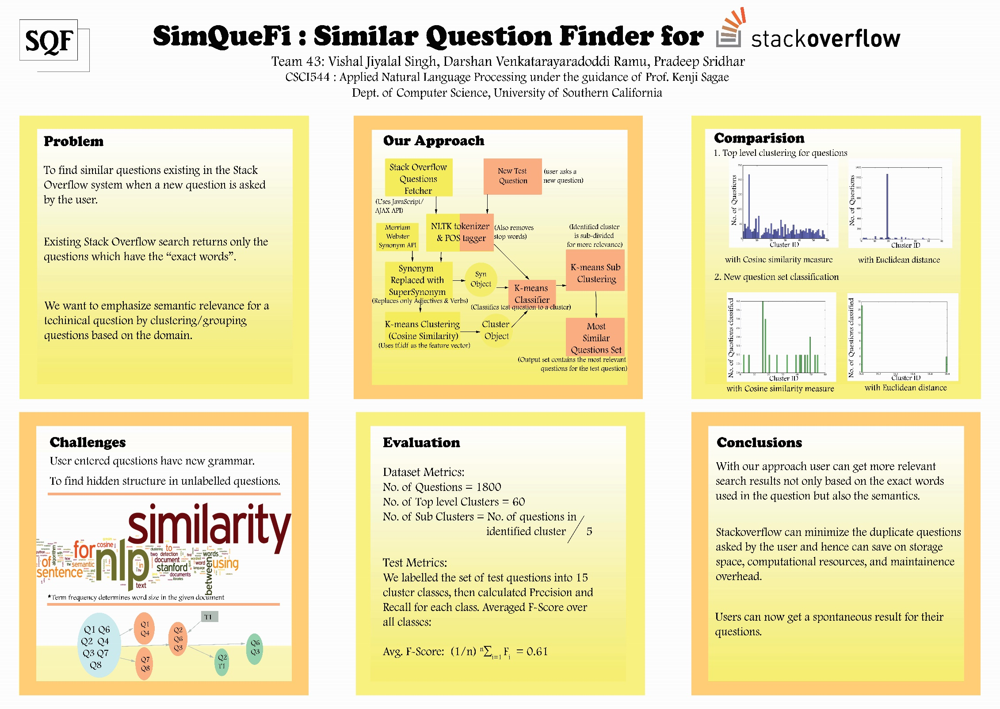 SQF
SimQueFi : Similar Question Finder for
stackoverflow
Team 43: Vishal Jiyalal Singh, Darshan Venkatarayaradoddi Ramu, Pradeep Sridhar
CSCI544 : Applied Natural Language Processing under the guidance of Prof. Kenji Sagae
Dept. of Computer Science, University of Southern California
Problem
To find similar questions existing in the Stack
Overflow system when a new question is asked
by the user.
Existing Stack Overflow search returns only the
questions which have the “exact words”.
We want to emphasize semantic relevance for a
techinical question by clustering/grouping
questions based on the domain.
Our Approach
Stack Overflow
Questions
Fetcher
(Uses JavaScript/
AJAX API)
New Test
Question
(user asks a
new question)
Merriam
Webster
Synonym API
NLTK tokenizer
& POS tagger
(Also removes
stop words)
(Identified cluster
is sub-divided
for more relevance)
Synonym
Replaced with
SuperSynonym
(Replaces only Adjectives & Verbs)
Syn
Object
K-means
Classifier
(Classifies test question to a cluster)
K-means Sub
Clustering
K-means Clustering
(Cosine Similarity)
(Uses tf.idf as the feature vector)
Cluster
Object
Most
Similar
Questions Set
(Output set contains the most relevant
questions for the test question)
Comparision
1. Top level clustering for questions
No. of Questions
Cluster ID
with Cosine similarity measure
No. of Questions
Cluster ID
with Euclidean distance
2. New question set classification
No. of Questions classified
Cluster ID
with Cosine similarity measure
No. of Questions classified
Cluster ID
with Euclidean distance
Challenges
User entered questions have new grammar.
To find hidden structure in unlabelled questions.
similarity
for
cosine
nlp
of
sentence
semantic
the
how
with
python
algorithm
text
in
by
to
clustering
two detection
document
stanford
documents
libraries
find
words
wordnet
word
language
is
between
using
*Term frequency determines word size in the given document
Q1 Q6
Q2 Q4
Q3 Q7
Q8
Q1
Q4
Q7
Q8
Q2
Q6
Q3
T1
Q2
T1
Q6
Q3
Evaluation
Dataset Metrics:
No. of Questions = 1800
No. of Top level Clusters = 60
No. of Sub Clusters = No. of questions in
identified cluster / 5
Test Metrics:
We labelled the set of test questions into 15
cluster classes, then calculated Precision and
Recall for each class. Averaged F-Score over
all classes:
Avg. F-Score: (1/n) ⁿ∑i=1 Fi = 0.61
Conclusions
With our approach user can get more relevant
search results not only based on the exact words
used in the question but also the semantics.
Stackoverflow can minimize the duplicate questions
asked by the user and hence can save on storage
space, computational resources, and maintainence
overhead.
Users can now get a spontaneous result for their
questions.